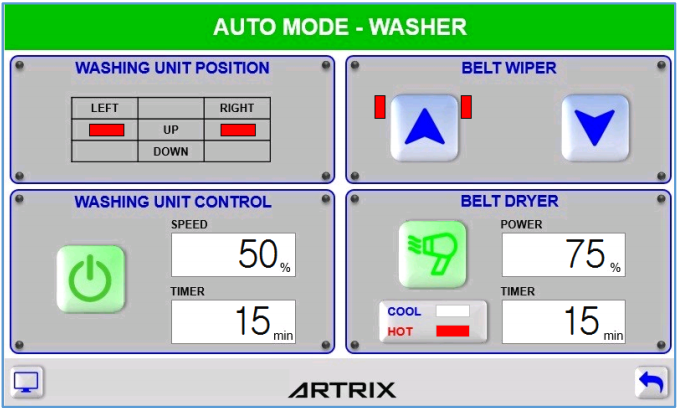 AUTO MODE - WASHER
WASHING UNIT POSITION
LEFT RIGHT
UP
DOWN
BELT WIPER
WASHING UNIT CONTROL
SPEED
50 %
TIMER
15 min
BELT DRYER
POWER
75 %
COOL
HOT
TIMER
15 min
ARTRIX